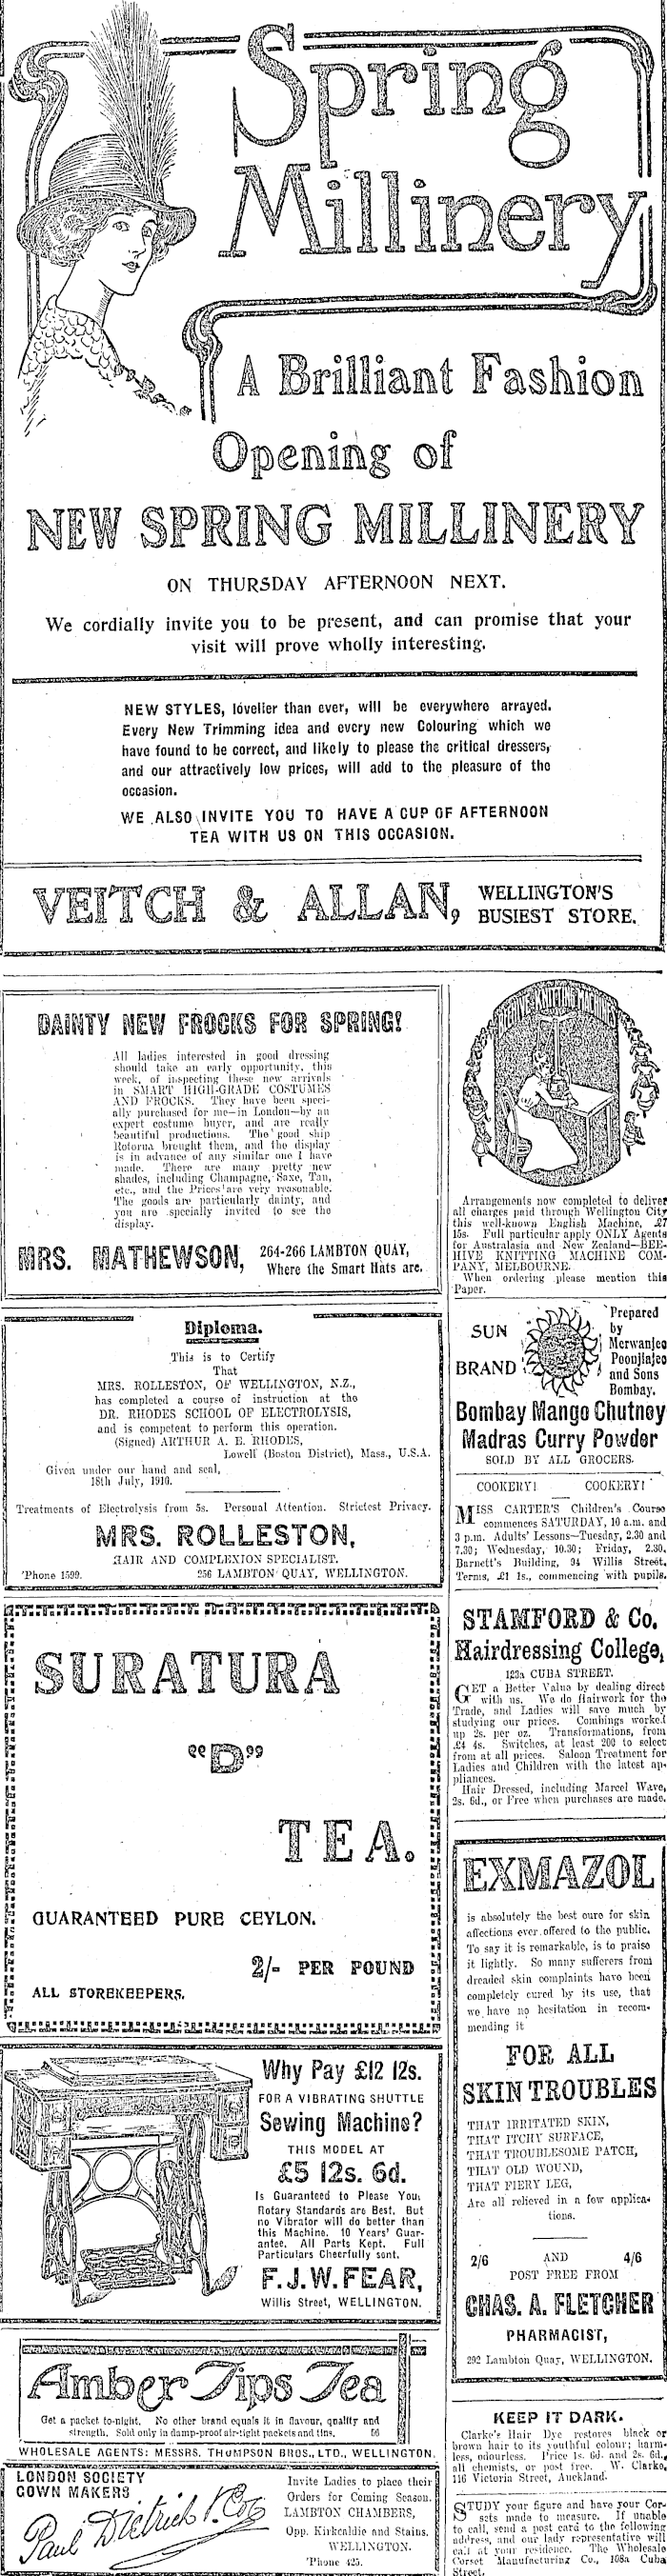 Spring
Millinery
A Brilliant Fashion
Opening of
NEW SPRING MILLINERY
ON THURSDAY AFTERNOON NEXT.
We cordially invite you to be present, and can promise that your
visit will prove wholly interesting.
NEW STYLES, lovelier than ever, will be everywhere arrayed.
Every New Trimming idea and every new Colouring which we
have found to be correct, and likely to please the critical dressers,
and our attractively low prices, will add to the pleasure of the
occasion.
WE ALSO INVITE YOU TO HAVE A CUP OF AFTERNOON
TEA WITH US ON THIS OCCASION.
VEITCH & ALLAN, WELLINGTON'S
BUSIEST STORE.
DAINTY NEW FROCKS FOR SPRING!
All ladies interested in good dressing
should take an early opportunity, this
week, of inspecting these new arrivals
in SMART HIGH-GRADE COSTUMES
AND FROCKS. They have been speci-
ally purchased for me—in London—by an
expert costume buyer, and are really
beautiful productions. The good ship
Rotorua brought them, and the display
is in advance of any similar one I have
made. There are many pretty new
shades, including Champagne, Saxe, Tan,
etc., and the Prices are very reasonable.
The goods are particularly dainty, and
you are specially invited to see the
display.
MRS. MATHEWSON, 264-266 LAMBTON QUAY,
Where the Smart Hats are.
Diploma.
This is to Certify
That
MRS. ROLLESTON, OF WELLINGTON, N.Z.,
has completed a course of instruction at the
DR. RHODES SCHOOL OF ELECTROLYSIS,
and is competent to perform this operation.
(Signed) ARTHUR A. E. RHODES,
Lowell (Boston District), Mass., U.S.A.
Given under our hand and seal,
18th July, 1910.
Treatments of Electrolysis from 5s. Personal Attention. Strictest Privacy.
MRS. ROLLESTON,
HAIR AND COMPLEXION SPECIALIST.
'Phone 1599. 256 LAMBTON QUAY, WELLINGTON.
SURATURA
"D"
TEA.
GUARANTEED PURE CEYLON.
2/- PER POUND
ALL STOREKEEPERS.
Why Pay £12 12s.
FOR A VIBRATING SHUTTLE
Sewing Machine?
THIS MODEL AT
£5 12s. 6d.
Is Guaranteed to Please You.
Rotary Standards are Best. But
no Vibrator will do better than
this Machine. 10 Years' Guar-
antee. All Parts Kept. Full
Particulars Cheerfully sent.
F.J.W. FEAR,
Willis Street, WELLINGTON.
Amber Tips Tea
Get a packet to-night. No other brand equals it in flavour, quality and
strength. Sold only in damp-proof air-tight packets and tins.
WHOLESALE AGENTS: MESSRS. THOMPSON BROS., LTD., WELLINGTON.
LONDON SOCIETY
GOWN MAKERS
Paul Dietrich & Co
Invite Ladies to place their
Orders for Coming Season.
LAMBTON CHAMBERS,
Opp. Kirkcaldie and Stains.
WELLINGTON.
'Phone 425.
BEEHIVE KNITTING MACHINES
Arrangements now completed to deliver
all charges paid through Wellington City
this well-known English Machine, £7
15s. Full particular apply ONLY Agents
for Australasia and New Zealand—BEE-
HIVE KNITTING MACHINE COM-
PANY, MELBOURNE.
When ordering please mention this
Paper.
SUN
BRAND
Prepared
by
Merwanjee
Poonjiajee
and Sons
Bombay.
Bombay Mango Chutney
Madras Curry Powder
SOLD BY ALL GROCERS.
COOKERY! COOKERY!
MISS CARTER'S Children's Course
commences SATURDAY, 10 a.m. and
3 p.m. Adults' Lessons—Tuesday, 2.30 and
7.30; Wednesday, 10.30; Friday, 2.30.
Barnett's Building, 94 Willis Street.
Terms, £1 1s., commencing with pupils.
STAMFORD & Co.
Hairdressing College,
123a CUBA STREET.
GET a Better Value by dealing direct
with us. We do Hairwork for the
Trade, and Ladies will save much by
studying our prices. Combings worked
up 2s. per oz. Transformations, from
£4 4s. Switches, at least 200 to select
from at all prices. Saloon Treatment for
Ladies and Children with the latest ap-
pliances.
Hair Dressed, including Marcel Wave,
2s. 6d., or Free when purchases are made.
EXMAZOL
is absolutely the best cure for skin
affections ever offered to the public.
To say it is remarkable, is to praise
it lightly. So many sufferers from
dreaded skin complaints have been
completely cured by its use, that
we have no hesitation in recom-
mending it
FOR ALL
SKIN TROUBLES
THAT IRRITATED SKIN,
THAT ITCHY SURFACE,
THAT TROUBLESOME PATCH,
THAT OLD WOUND,
THAT FIERY LEG,
Are all relieved in a few applica-
tions.
2/6 AND 4/6
POST FREE FROM
CHAS. A. FLETCHER
PHARMACIST,
292 Lambton Quay, WELLINGTON.
KEEP IT DARK.
Clarke's Hair Dye restores black or
brown hair to its youthful colour; harm-
less, odourless. Price 1s. 6d. and 2s. 6d.,
all chemists, or post free. W. Clarke,
116 Victoria Street, Auckland.
STUDY your figure and have your Cor-
sets made to measure. If unable
to call, send a post card to the following
address, and our lady representative will
call at your residence. The Wholesale
Corset Manufacturing Co., 108a Cuba
Street.